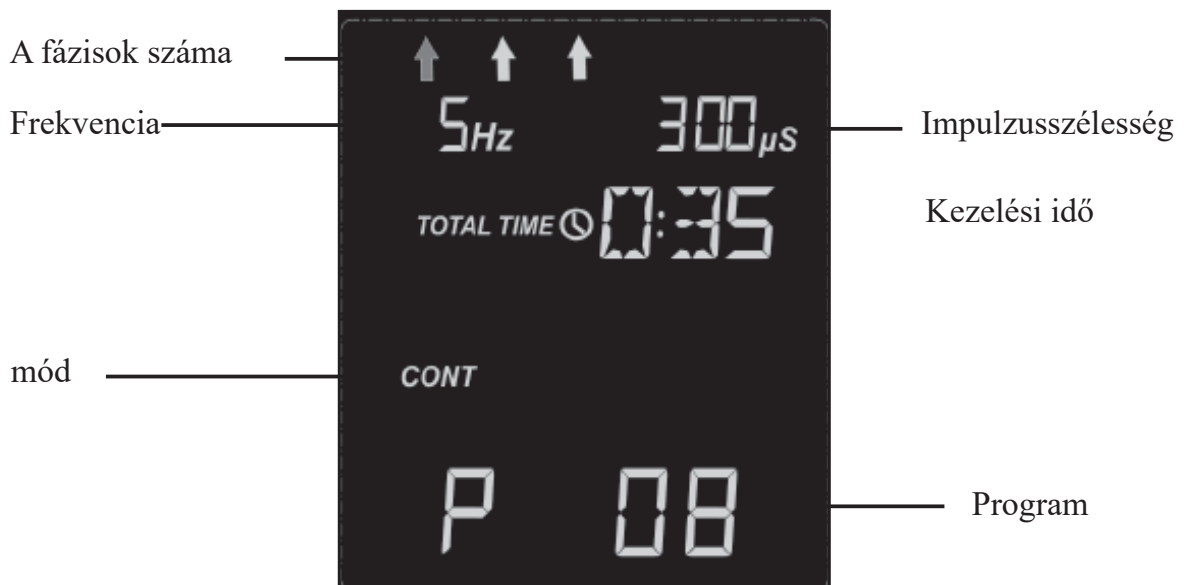 A fázisok száma
Frekvencia
5Hz 300µS
Impulzusszélesség
TOTAL TIME 0:35
Kezelési idő
mód
CONT
P 08
Program